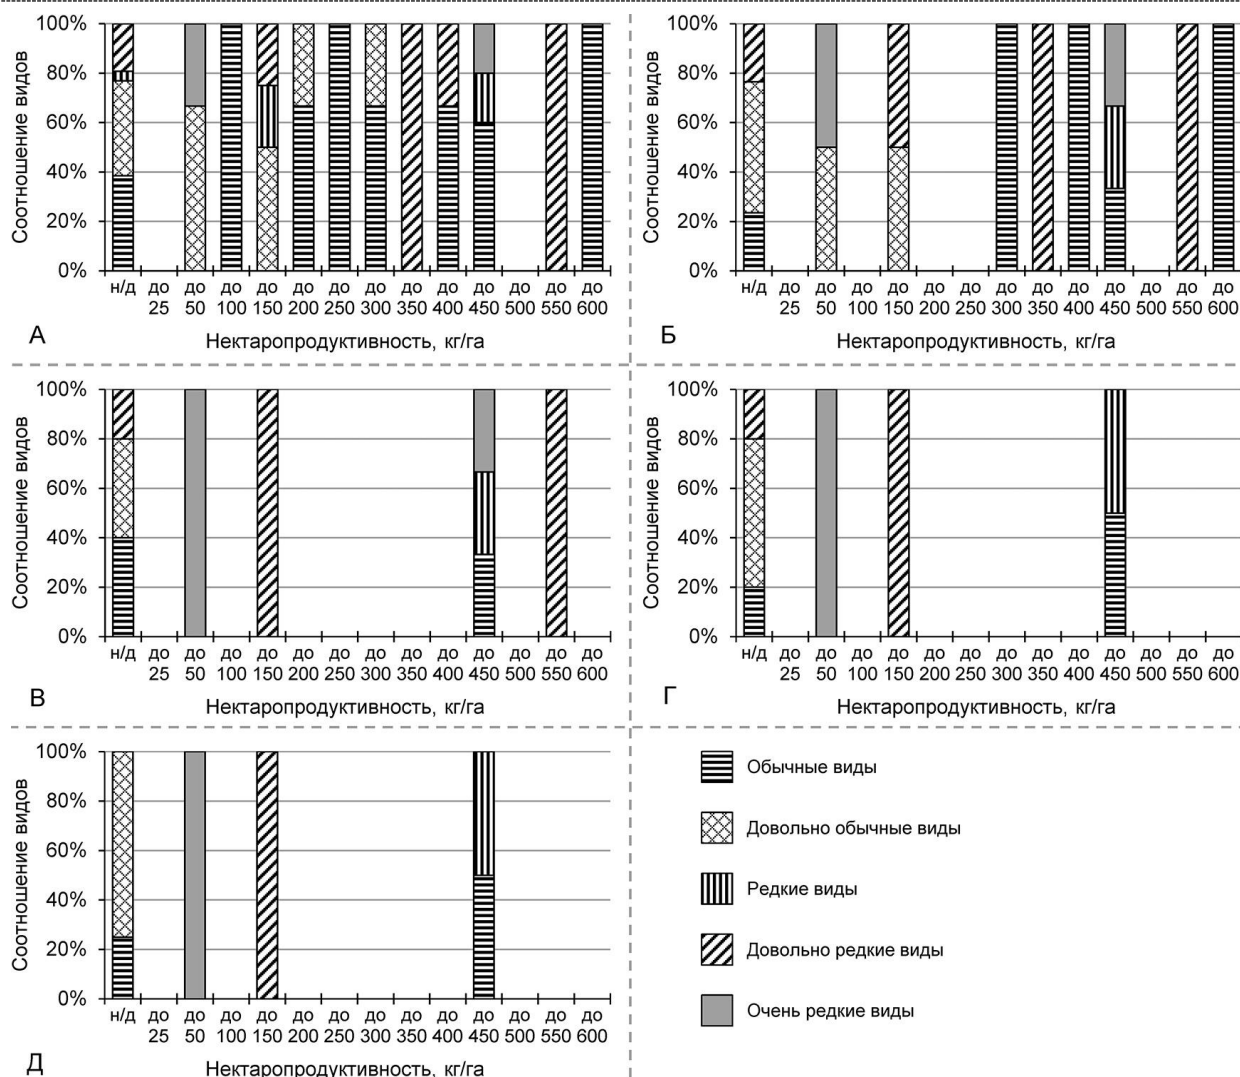 100%
80%
60%
40%
20%
0%
Соотношение видов
н/д до 25 до 50 до 100 до 150 до 200 до 250 до 300 до 350 до 400 до 450 до 500 до 550 до 600
А
Нектаропродуктивность, кг/га
100%
80%
60%
40%
20%
0%
Соотношение видов
н/д до 25 до 50 до 100 до 150 до 200 до 250 до 300 до 350 до 400 до 450 до 500 до 550 до 600
Б
Нектаропродуктивность, кг/га
100%
80%
60%
40%
20%
0%
Соотношение видов
н/д до 25 до 50 до 100 до 150 до 200 до 250 до 300 до 350 до 400 до 450 до 500 до 550 до 600
В
Нектаропродуктивность, кг/га
100%
80%
60%
40%
20%
0%
Соотношение видов
н/д до 25 до 50 до 100 до 150 до 200 до 250 до 300 до 350 до 400 до 450 до 500 до 550 до 600
Г
Нектаропродуктивность, кг/га
100%
80%
60%
40%
20%
0%
Соотношение видов
н/д до 25 до 50 до 100 до 150 до 200 до 250 до 300 до 350 до 400 до 450 до 500 до 550 до 600
Д
Нектаропродуктивность, кг/га
Обычные виды
Довольно обычные виды
Редкие виды
Довольно редкие виды
Очень редкие виды